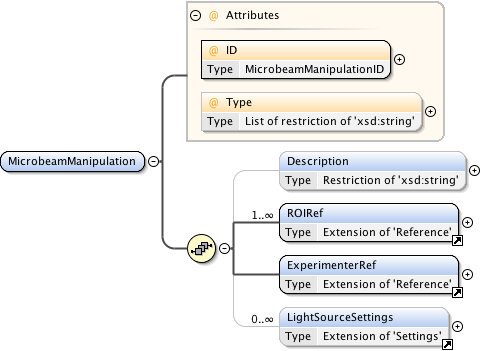 @ Attributes
@ ID
Type MicrobeamManipulationID
@ Type
Type List of restriction of 'xsd:string'
MicrobeamManipulation
Description
Type Restriction of 'xsd:string'
1..∞
ROIRef
Type Extension of 'Reference'
ExperimenterRef
Type Extension of 'Reference'
0..∞
LightSourceSettings
Type Extension of 'Settings'